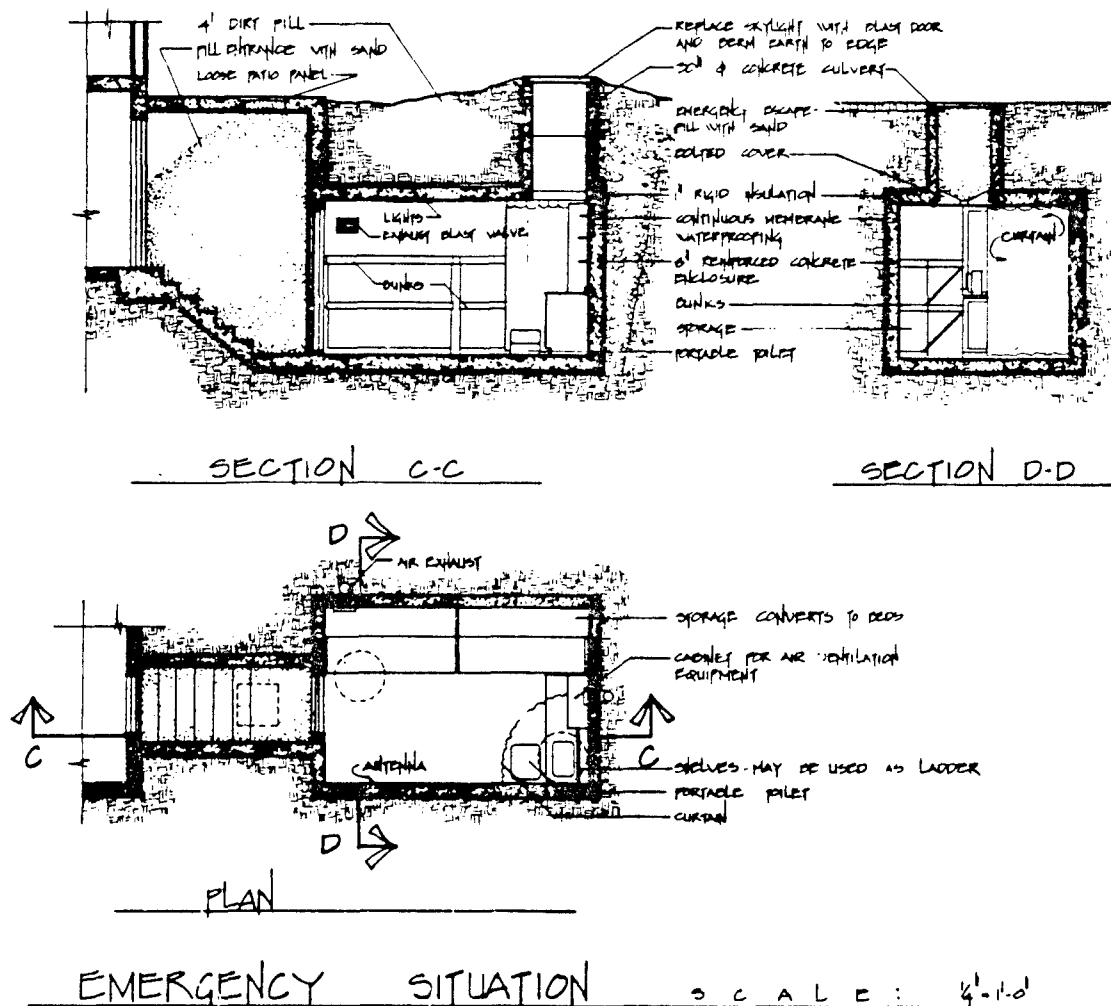 4' DIRT FILL
FILL ENTRANCE WITH SAND
LOOSE PATIO PANEL
REPLACE SKYLIGHT WITH BLAST DOOR
AND BERM EARTH TO EDGE
30" ϕ CONCRETE CULVERT
EMERGENCY ESCAPE-
FILL WITH SAND
BOLTED COVER
1" RIGID INSULATION
CONTINUOUS MEMBRANE
WATERPROOFING
8" REINFORCED CONCRETE
ENCLOSURE
BUNKS
STORAGE
PORTABLE TOILET
LIGHTS
EXHAUST BLAST VALVE
BUNKS
CURTAIN
SECTION C-C
SECTION D-D
D
AIR EXHAUST
STORAGE CONVERTS TO BEDS
CABINET FOR AIR VENTILATION
EQUIPMENT
C
C
ANTENNA
SHELVES-MAY BE USED AS LADDER
PORTABLE TOILET
CURTAIN
D
PLAN
EMERGENCY SITUATION SCALE: 1/4"=1'-0"